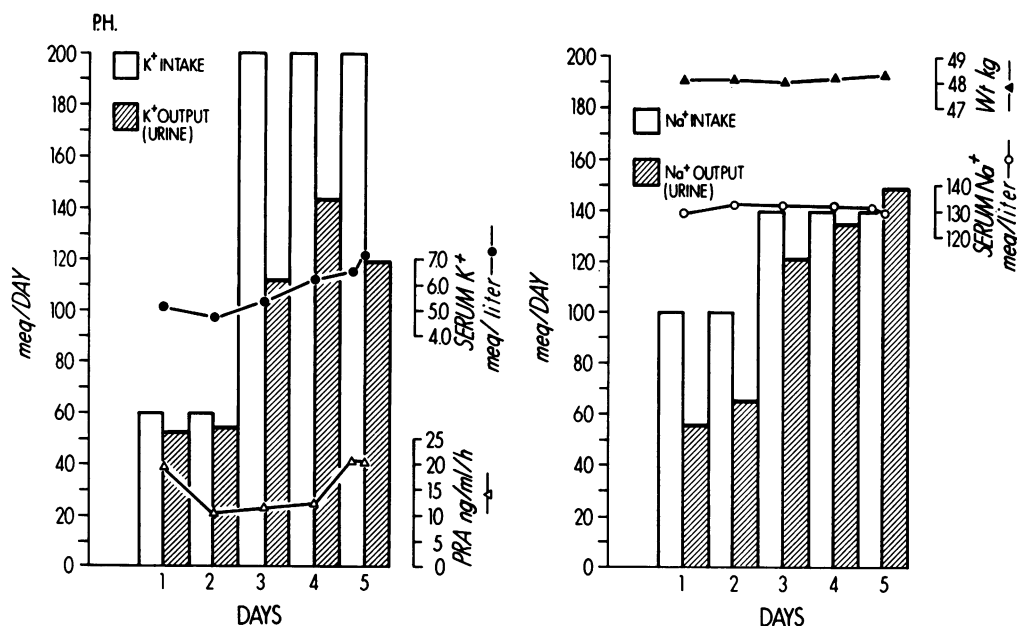 P.H.
K+ INTAKE
K+ OUTPUT
(URINE)
200
180
160
140
120
100
80
60
40
20
0
meq/DAY
7.0
6.0
5.0
4.0
SERUM K+
meq/liter
25
20
15
10
5
0
PRA ng/ml/h
1 2 3 4 5
DAYS
200
180
160
140
120
100
80
60
40
20
0
meq/DAY
Na+ INTAKE
Na+ OUTPUT
(URINE)
49
48
47
Wt kg
140
130
120
SERUM Na+
meq/liter
1 2 3 4 5
DAYS